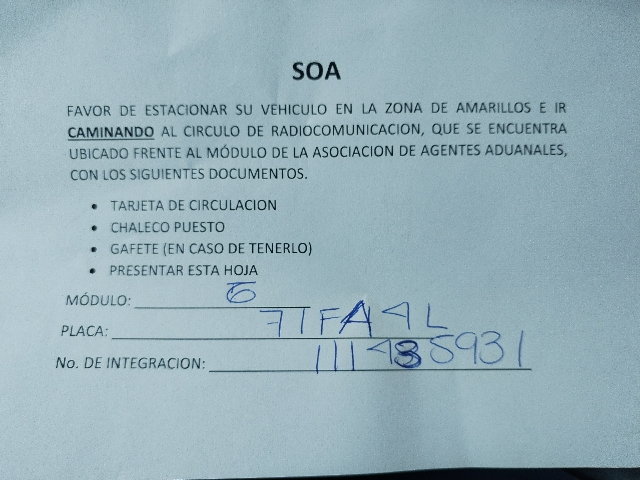 SOA
FAVOR DE ESTACIONAR SU VEHICULO EN LA ZONA DE AMARILLOS E IR
CAMINANDO AL CIRCULO DE RADIOCOMUNICACION, QUE SE ENCUENTRA
UBICADO FRENTE AL MÓDULO DE LA ASOCIACION DE AGENTES ADUANALES,
CON LOS SIGUIENTES DOCUMENTOS.
• TARJETA DE CIRCULACION
• CHALECO PUESTO
• GAFETE (EN CASO DE TENERLO)
• PRESENTAR ESTA HOJA
MÓDULO: 6
PLACA:
No. DE INTEGRACION: